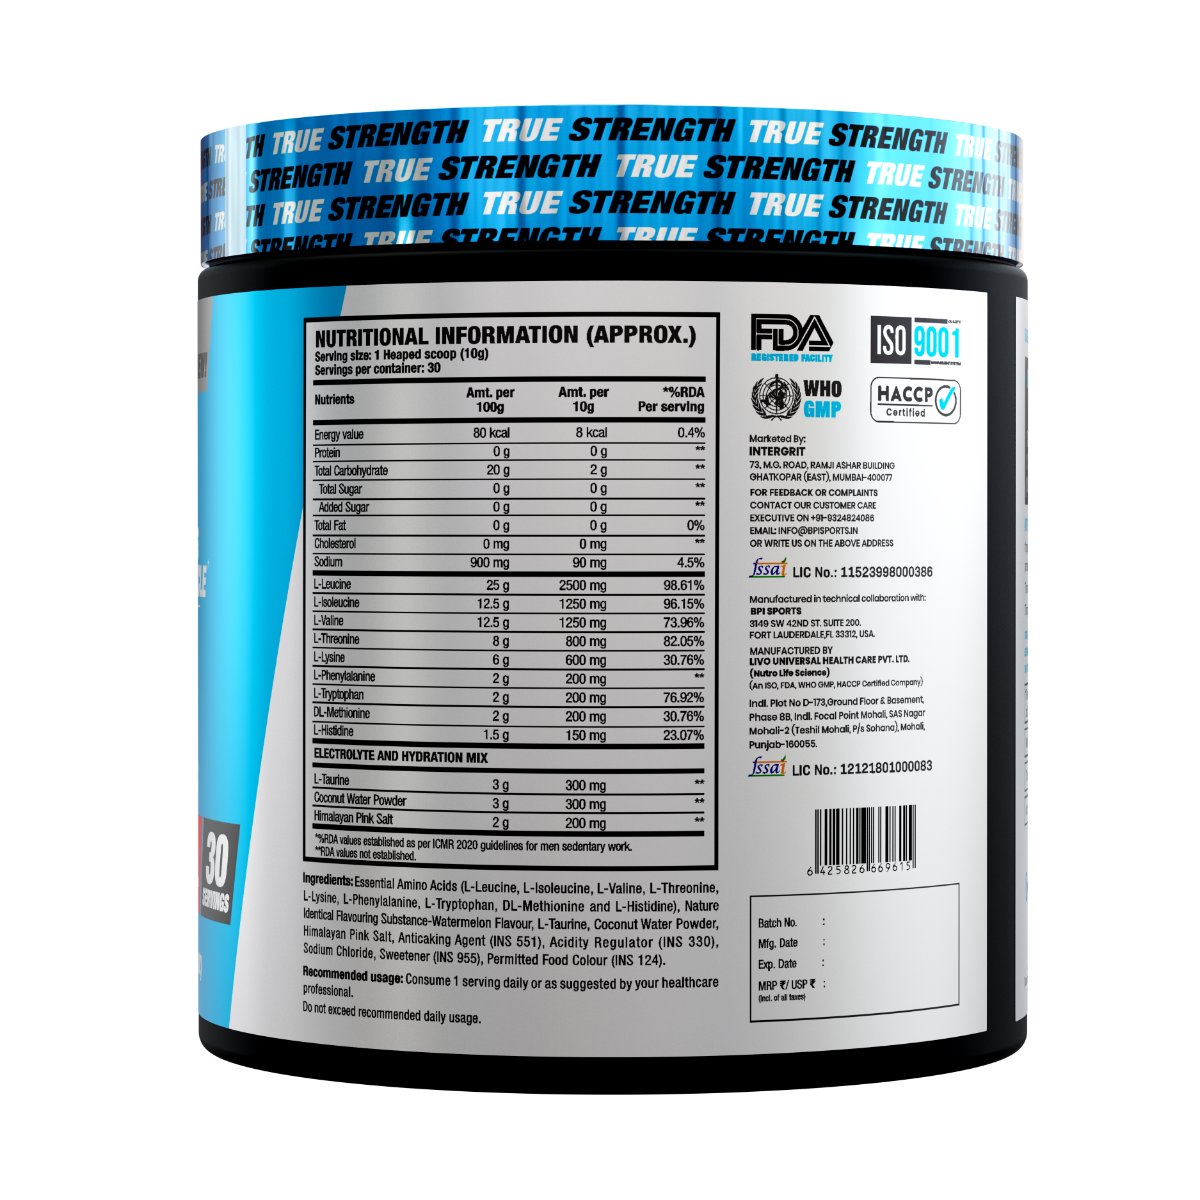 TH TRUE STRENGTH TRUE STRENGTH TRUE STRENGTH TRUE
STRENGTH TRUE STRENGTH TRUE STRENGTH TRUE STRENGTH
TH TRUE STRENGTH TRUE STRENGTH TRUE STRENGTH TRUE
STRENGTH TRUE STRENGTH TRUE STRENGTH TRUE
NUTRITIONAL INFORMATION (APPROX.)
Serving size: 1 Heaped scoop (10g)
Servings per container: 30
Nutrients Amt. per 100g Amt. per 10g *%RDA Per serving
Energy value 80 kcal 8 kcal 0.4%
Protein 0 g 0 g **
Total Carbohydrate 20 g 2 g **
Total Sugar 0 g 0 g **
Added Sugar 0 g 0 g **
Total Fat 0 g 0 g 0%
Cholesterol 0 mg 0 mg **
Sodium 900 mg 90 mg 4.5%
L-Leucine 25 g 2500 mg 98.61%
L-Isoleucine 12.5 g 1250 mg 96.15%
L-Valine 12.5 g 1250 mg 73.96%
L-Threonine 8 g 800 mg 82.05%
L-Lysine 6 g 600 mg 30.76%
L-Phenylalanine 2 g 200 mg **
L-Tryptophan 2 g 200 mg 76.92%
DL-Methionine 2 g 200 mg 30.76%
L-Histidine 1.5 g 150 mg 23.07%
ELECTROLYTE AND HYDRATION MIX
L-Taurine 3 g 300 mg **
Coconut Water Powder 3 g 300 mg **
Himalayan Pink Salt 2 g 200 mg **
*%RDA values established as per ICMR 2020 guidelines for men sedentary work.
**RDA values not established.
Ingredients: Essential Amino Acids (L-Leucine, L-Isoleucine, L-Valine, L-Threonine,
L-Lysine, L-Phenylalanine, L-Tryptophan, DL-Methionine and L-Histidine), Nature
Identical Flavouring Substance-Watermelon Flavour, L-Taurine, Coconut Water Powder,
Himalayan Pink Salt, Anticaking Agent (INS 551), Acidity Regulator (INS 330),
Sodium Chloride, Sweetener (INS 955), Permitted Food Colour (INS 124).
Recommended usage: Consume 1 serving daily or as suggested by your healthcare
professional.
Do not exceed recommended daily usage.
30
SERVINGS
FDA
REGISTERED FACILITY
ISO 9001
WHO
GMP
HACCP
Certified
Marketed By:
INTERGRIT
73, M.G. ROAD, RAMJI ASHAR BUILDING
GHATKOPAR (EAST), MUMBAI-400077
FOR FEEDBACK OR COMPLAINTS
CONTACT OUR CUSTOMER CARE
EXECUTIVE ON +91-9324824086
EMAIL: INFO@BPISPORTS.IN
OR WRITE US ON THE ABOVE ADDRESS
fssai LIC No.: 11523998000386
Manufactured in technical collaboration with:
BPI SPORTS
3149 SW 42ND ST. SUITE 200.
FORT LAUDERDALE,FL 33312, USA.
MANUFACTURED BY
LIVO UNIVERSAL HEALTH CARE PVT. LTD.
(Nutro Life Science)
(An ISO, FDA, WHO GMP, HACCP Certified Company)
Indl. Plot No D-173,Ground Floor & Basement,
Phase 8B, Indl. Focal Point Mohali, SAS Nagar
Mohali-2 (Teshil Mohali, P/s Sohana), Mohali,
Punjab-160055.
fssai LIC No.: 12121801000083
6 425826 669615
Batch No. :
Mfg. Date :
Exp. Date :
MRP ₹/ USP ₹ :
(Incl. of all taxes)